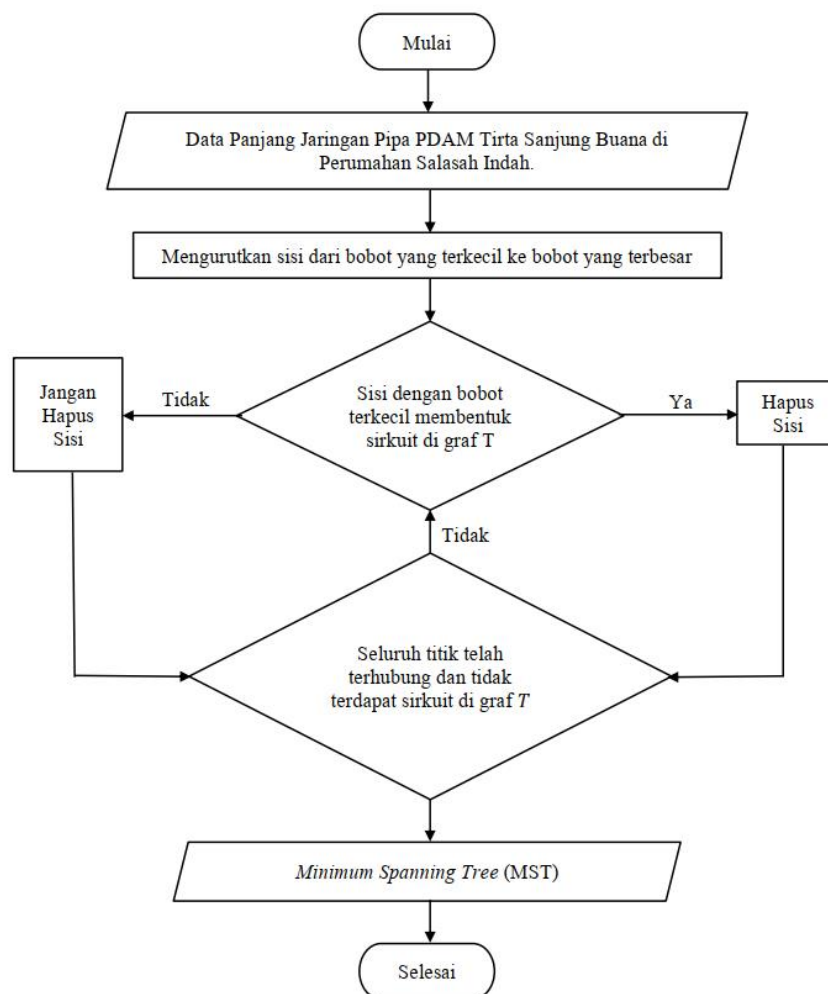 Mulai
Data Panjang Jaringan Pipa PDAM Tirta Sanjung Buana di
Perumahan Salasah Indah.
Mengurutkan sisi dari bobot yang terkecil ke bobot yang terbesar
Jangan
Hapus
Sisi
Tidak
Sisi dengan bobot
terkecil membentuk
sirkuit di graf T
Ya
Hapus
Sisi
Tidak
Seluruh titik telah
terhubung dan tidak
terdapat sirkuit di graf T
Minimum Spanning Tree (MST)
Selesai